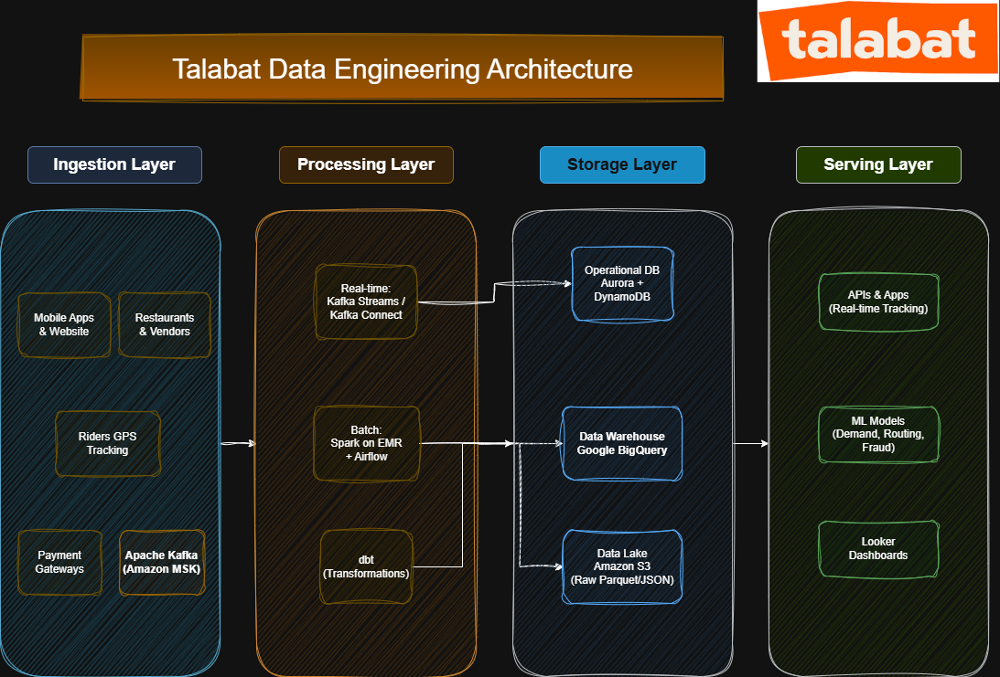 talabat
Talabat Data Engineering Architecture
Ingestion Layer
Processing Layer
Storage Layer
Serving Layer
Mobile Apps
& Website
Restaurants
& Vendors
Riders GPS
Tracking
Payment
Gateways
Apache Kafka
(Amazon MSK)
Real-time:
Kafka Streams /
Kafka Connect
Batch:
Spark on EMR
+ Airflow
dbt
(Transformations)
Operational DB
Aurora +
DynamoDB
Data Warehouse
Google BigQuery
Data Lake
Amazon S3
(Raw Parquet/JSON)
APIs & Apps
(Real-time Tracking)
ML Models
(Demand, Routing,
Fraud)
Looker
Dashboards